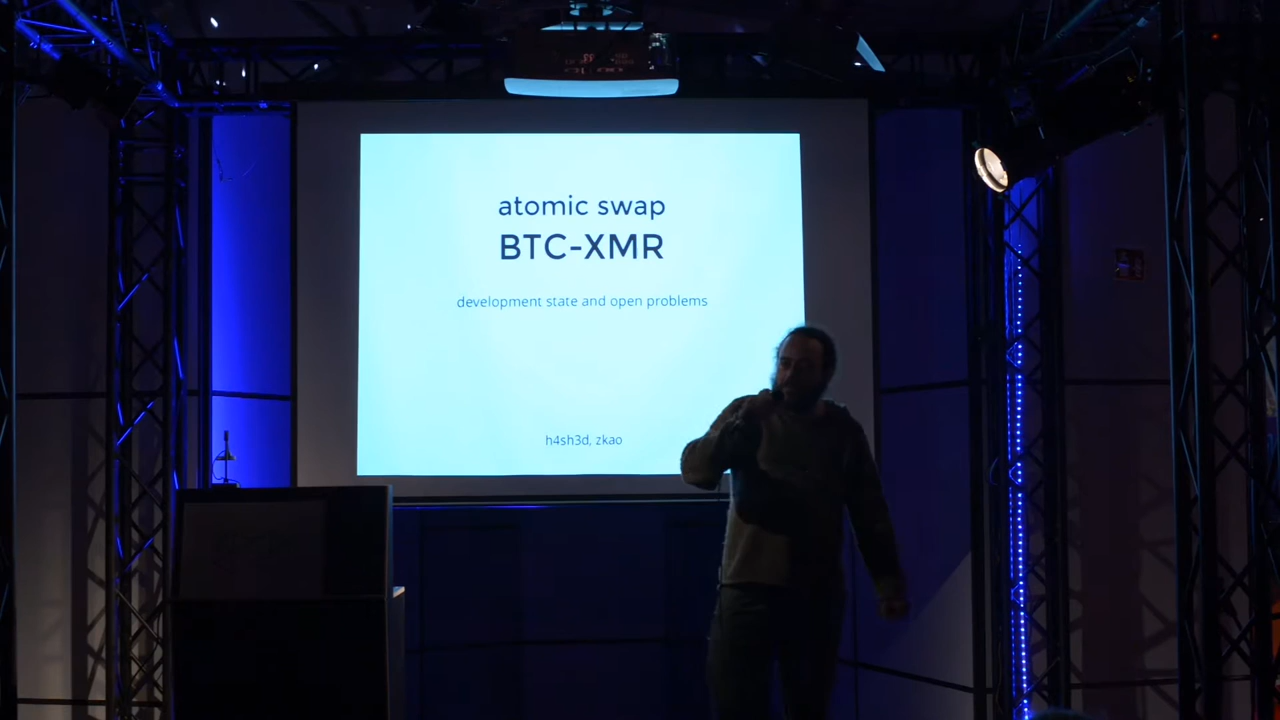 atomic swap
BTC-XMR
development state and open problems
h4sh3d, zkao